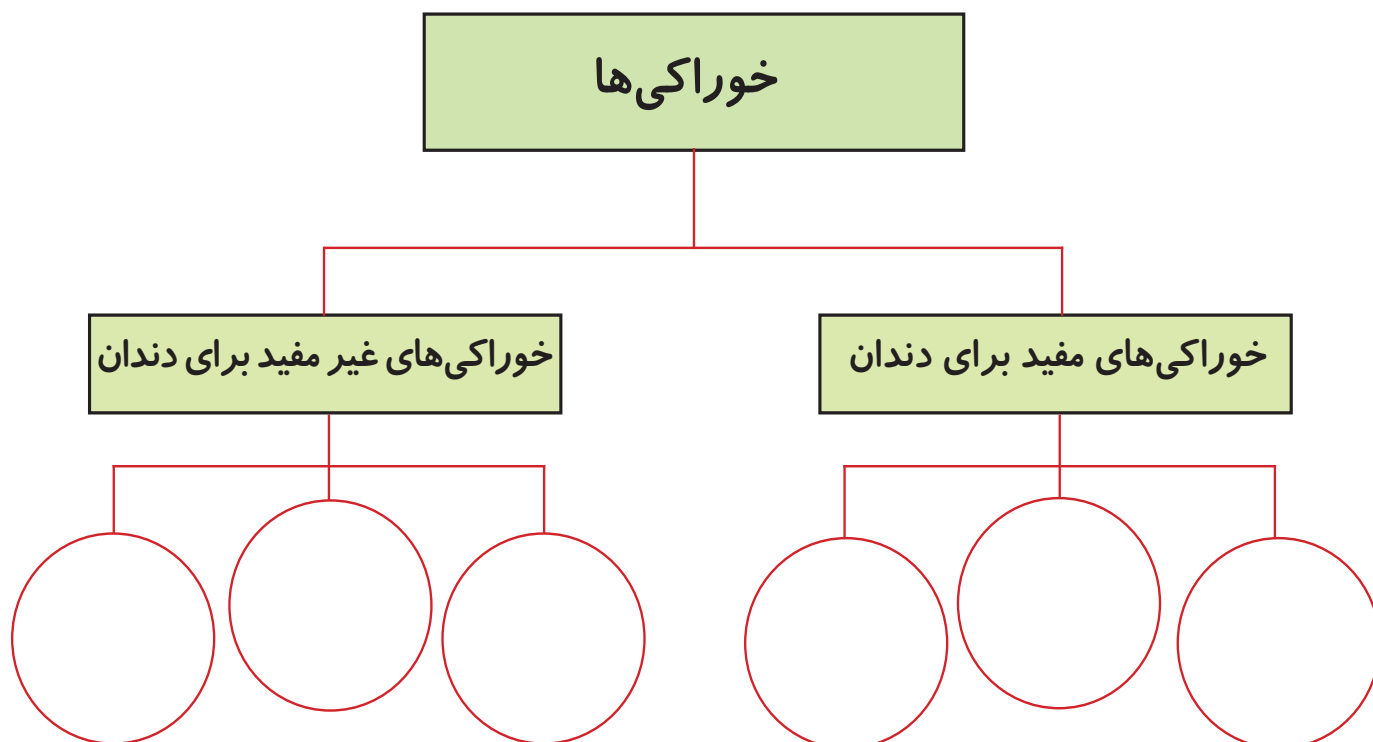 خوراکی‌ها
خوراکی‌های مفید برای دندان
خوراکی‌های غیر مفید برای دندان